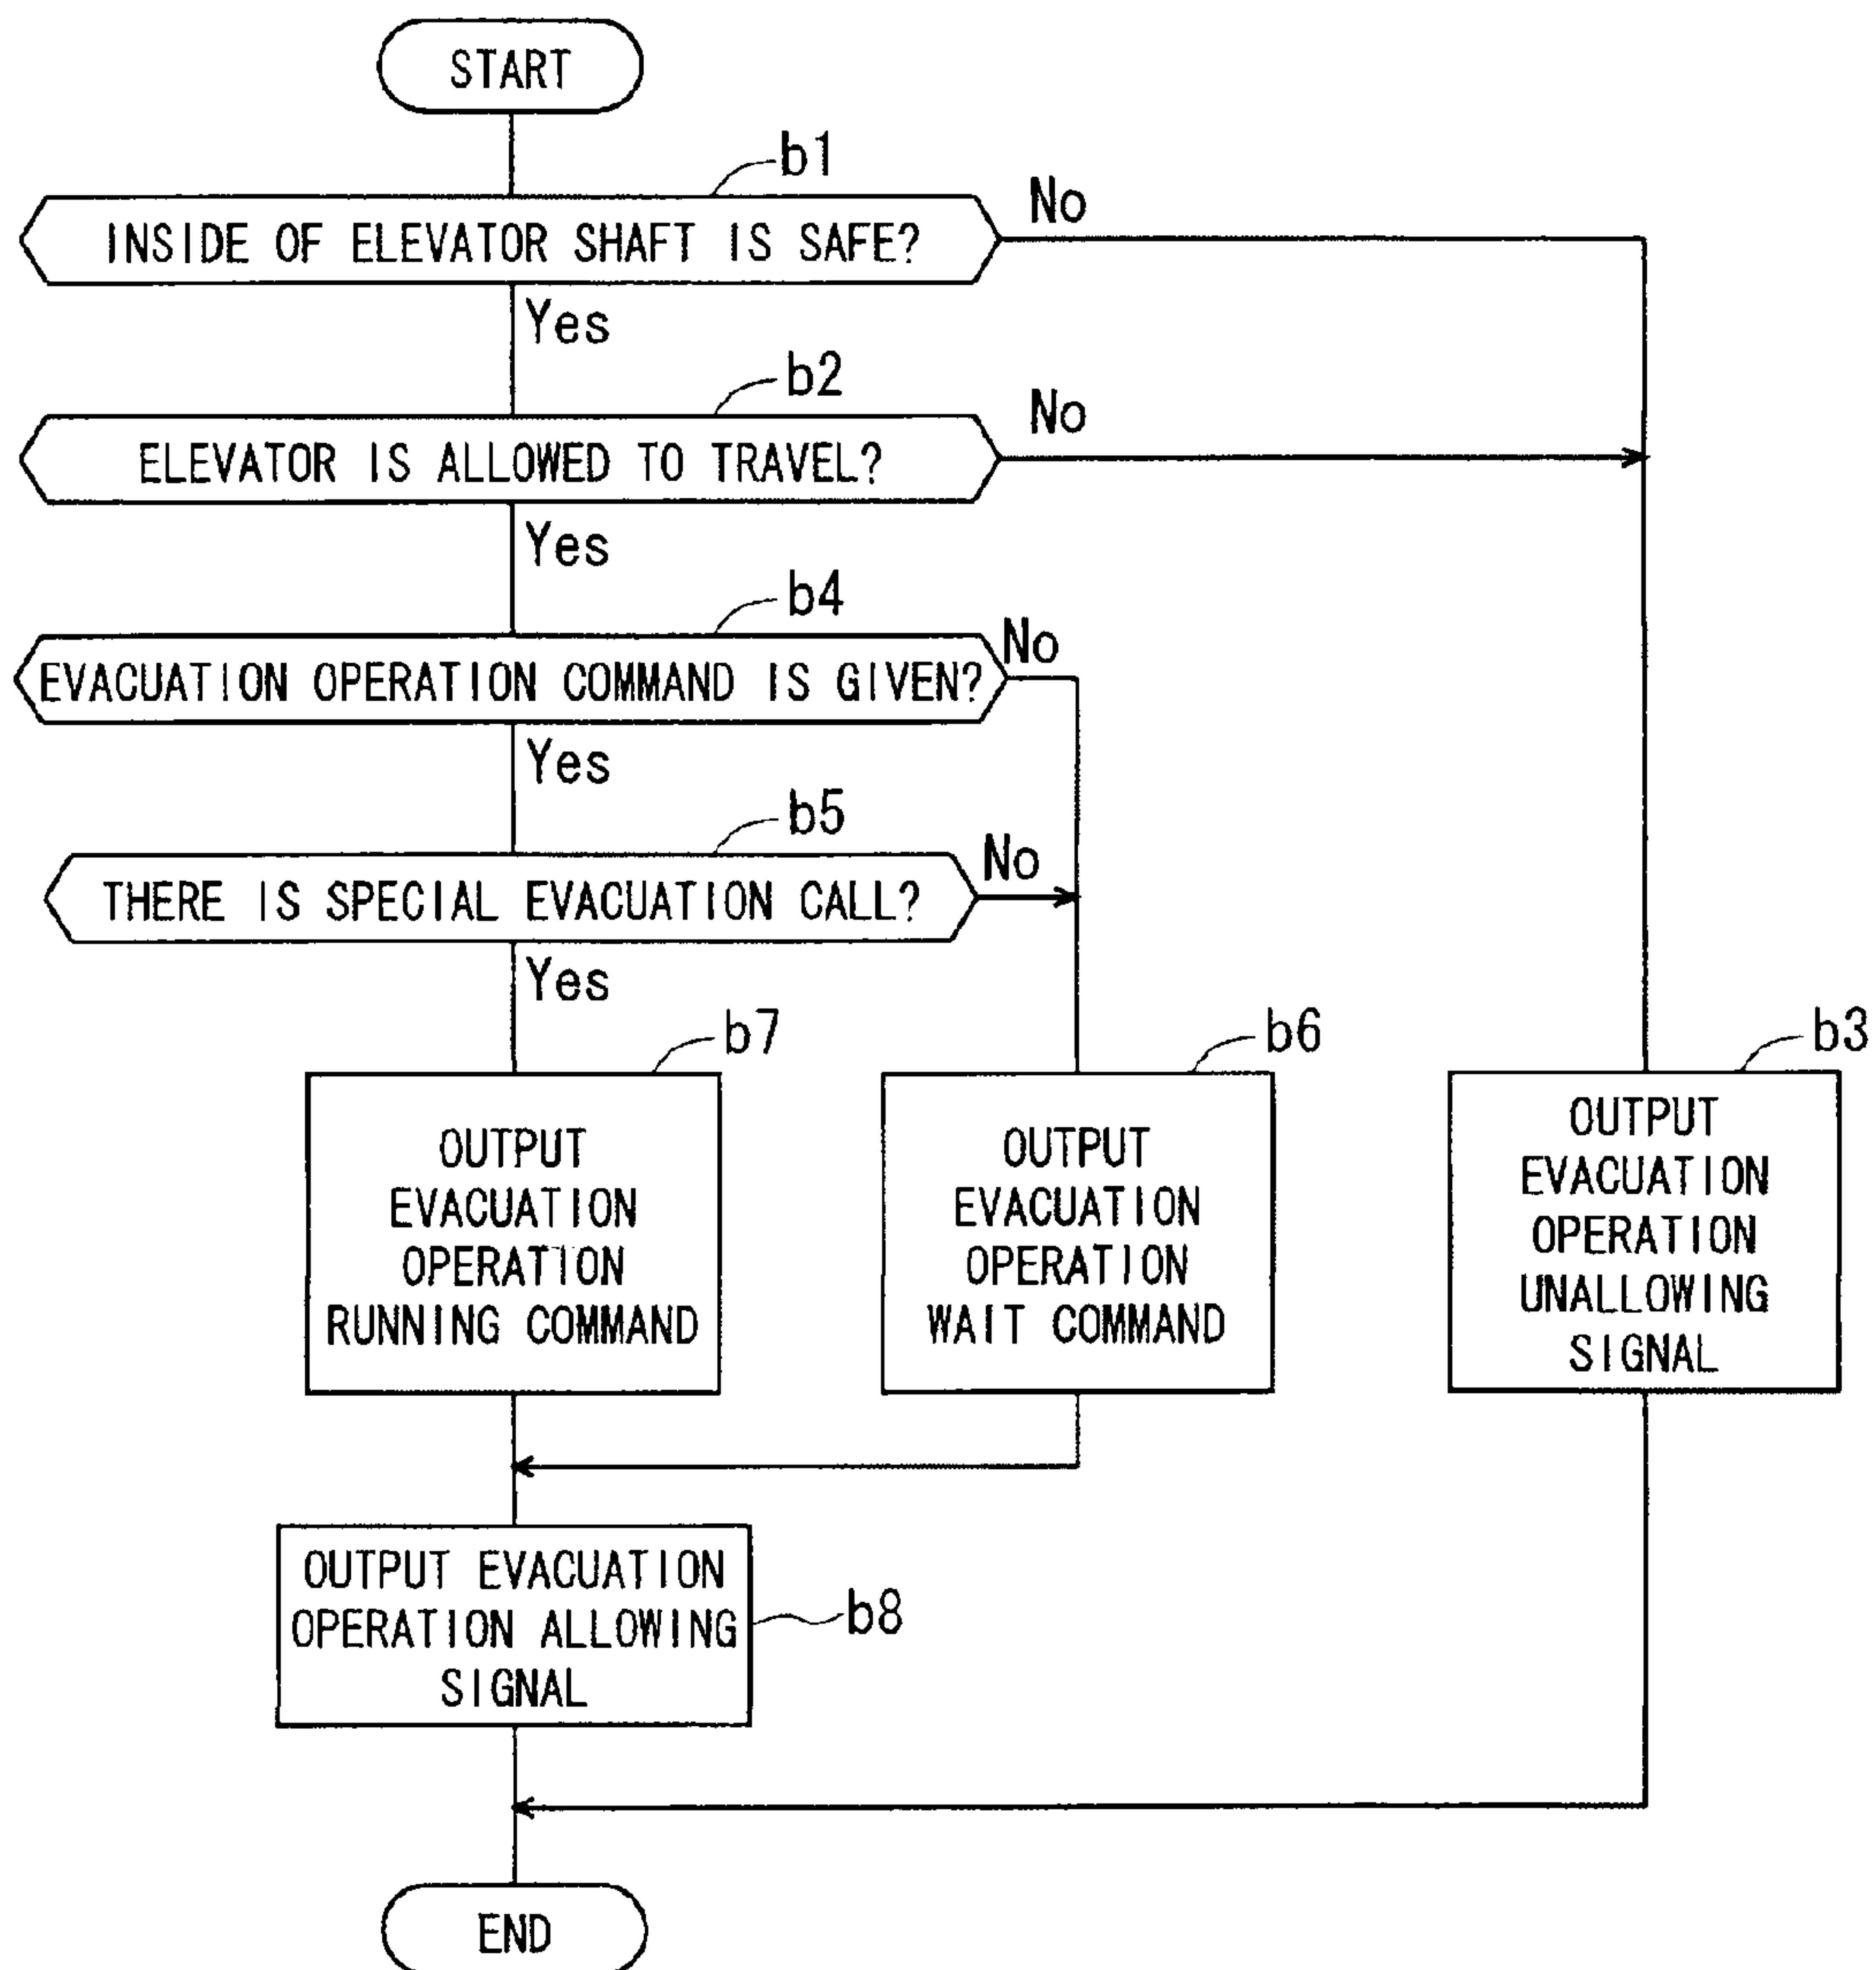 START
b1
INSIDE OF ELEVATOR SHAFT IS SAFE?
No
Yes
b2
ELEVATOR IS ALLOWED TO TRAVEL?
No
Yes
b4
EVACUATION OPERATION COMMAND IS GIVEN?
No
Yes
b5
THERE IS SPECIAL EVACUATION CALL?
No
Yes
b7
OUTPUT
EVACUATION
OPERATION
RUNNING COMMAND
b6
OUTPUT
EVACUATION
OPERATION
WAIT COMMAND
b3
OUTPUT
EVACUATION
OPERATION
UNALLOWING
SIGNAL
OUTPUT EVACUATION
OPERATION ALLOWING
SIGNAL
b8
END